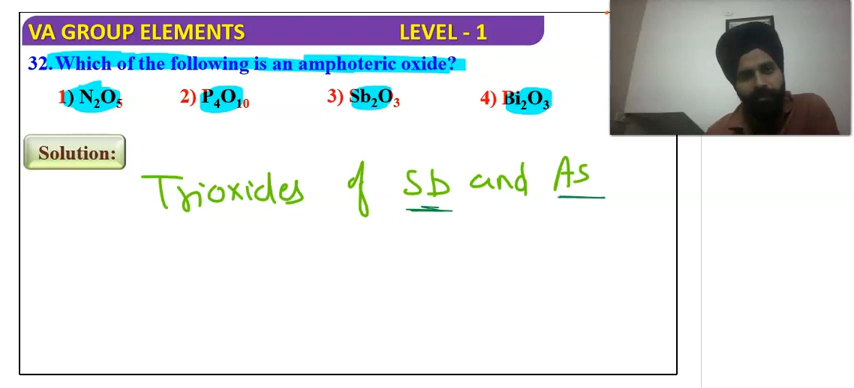 VA GROUP ELEMENTS LEVEL - 1
32. Which of the following is an amphoteric oxide?
1) N₂O₅ 2) P₄O₁₀ 3) Sb₂O₃ 4) Bi₂O₃
Solution:
Trioxides of Sb and As